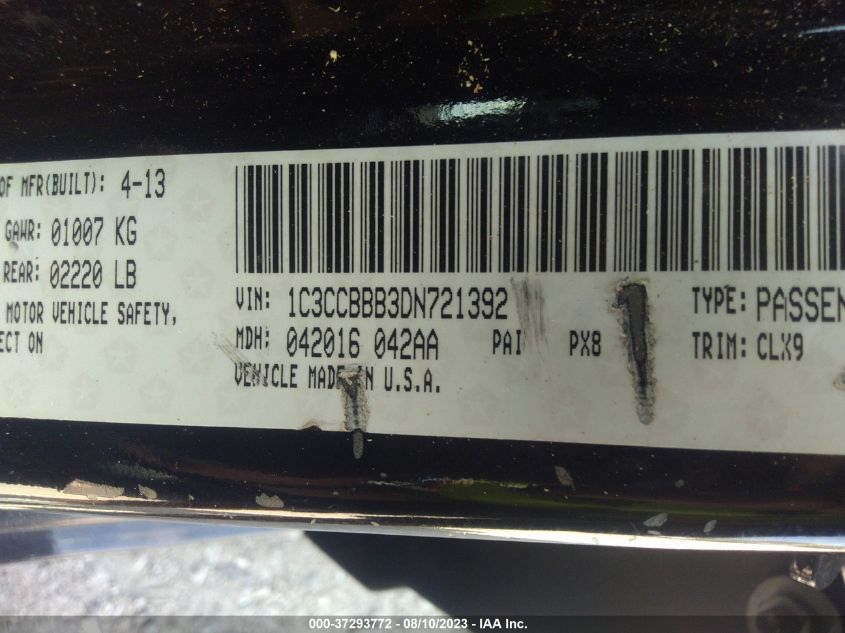 OF MFR(BUILT): 4-13
GAWR: 01007 KG
REAR: 02220 LB
MOTOR VEHICLE SAFETY,
ECT ON
VIN: 1C3CCBBB3DN721392
TYPE: PASSEN
MDH: 042016 042AA
PAI
PX8
TRIM: CLX9
VEHICLE MADE IN U.S.A.
000-37293772 - 08/10/2023 - IAA Inc.